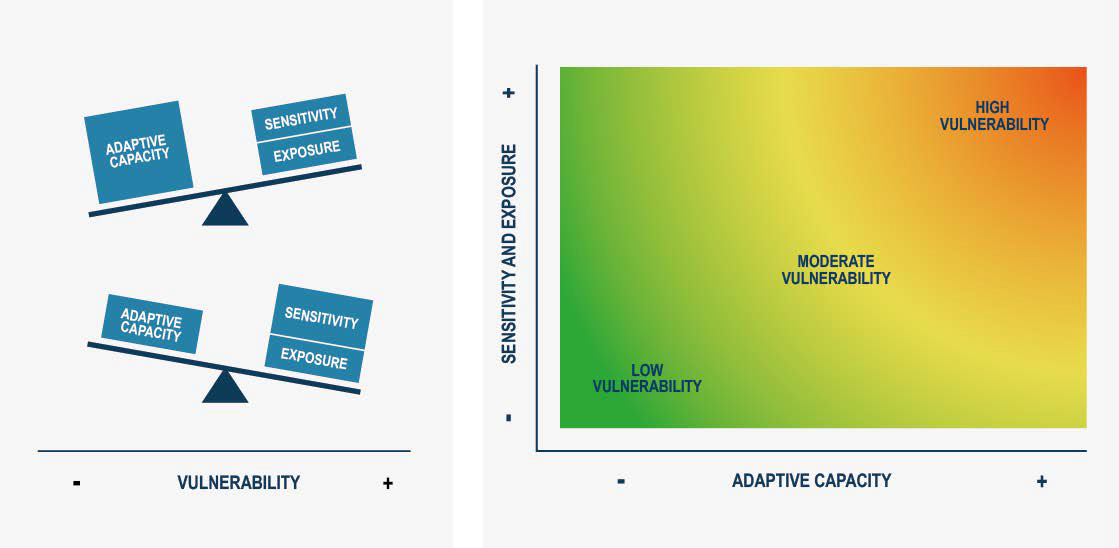 ADAPTIVE
CAPACITY
SENSITIVITY
EXPOSURE
ADAPTIVE
CAPACITY
SENSITIVITY
EXPOSURE
- VULNERABILITY +
+
SENSITIVITY AND EXPOSURE
-
HIGH
VULNERABILITY
MODERATE
VULNERABILITY
LOW
VULNERABILITY
- ADAPTIVE CAPACITY +